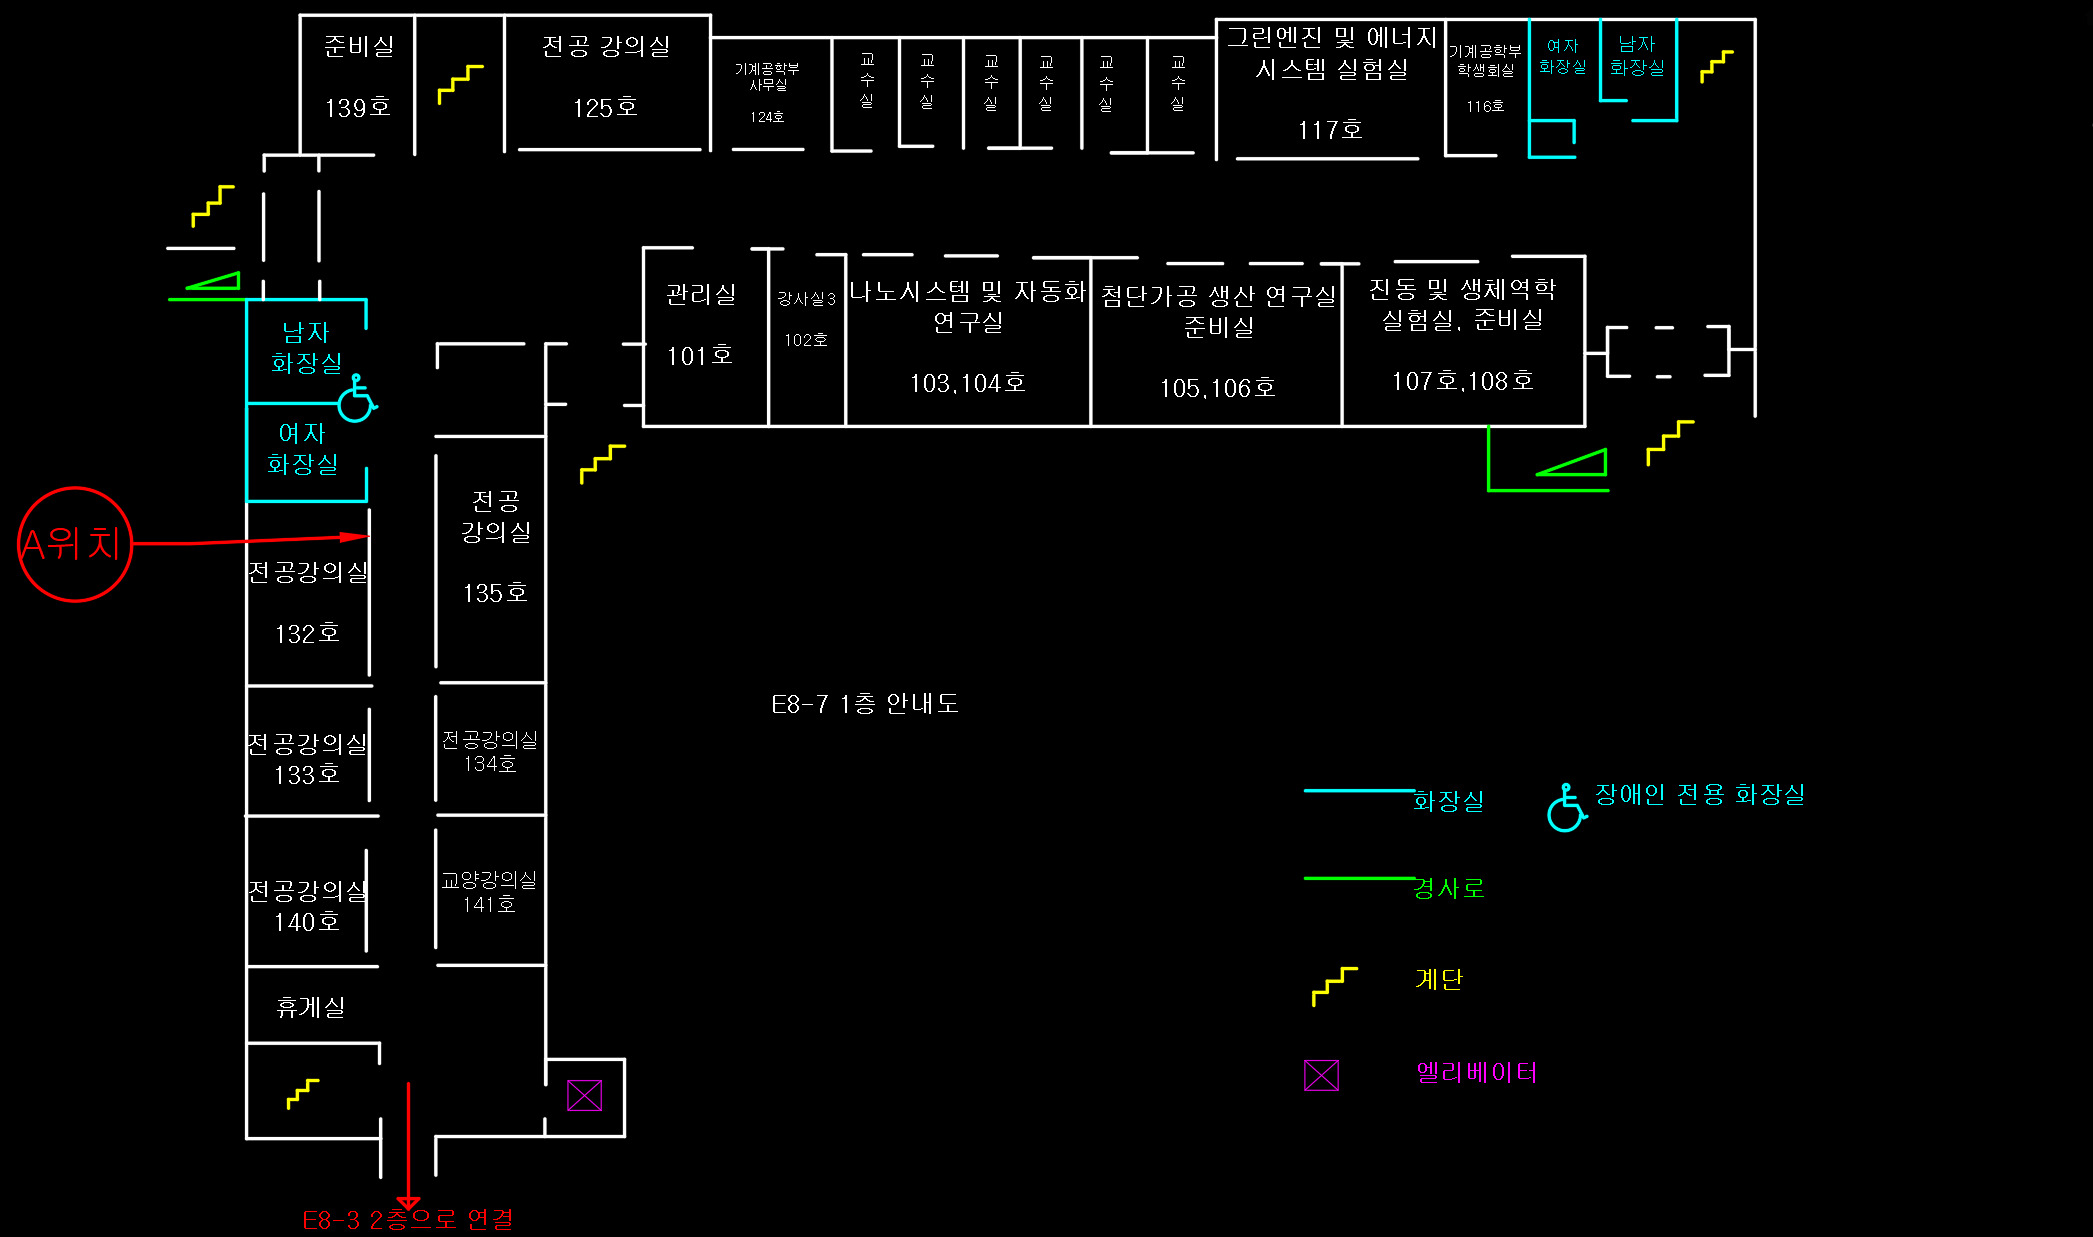 준비실
139호
전공 강의실
125호
기계공학부
사무실
124호
교
수
실
교
수
실
교
수
실
교
수
실
교
수
실
교
수
실
그린엔진 및 에너지
시스템 실험실
117호
기계공학부
학생회실
116호
여자
화장실
남자
화장실
관리실
101호
강사실3
102호
나노시스템 및 자동화
연구실
103,104호
첨단가공 생산 연구실
준비실
105,106호
진동 및 생체역학
실험실, 준비실
107호,108호
남자
화장실
여자
화장실
A위치
전공강의실
132호
전공
강의실
135호
전공강의실
133호
전공강의실
134호
전공강의실
140호
교양강의실
141호
휴게실
E8-3 2층으로 연결
E8-7 1층 안내도
화장실
장애인 전용 화장실
경사로
계단
엘리베이터